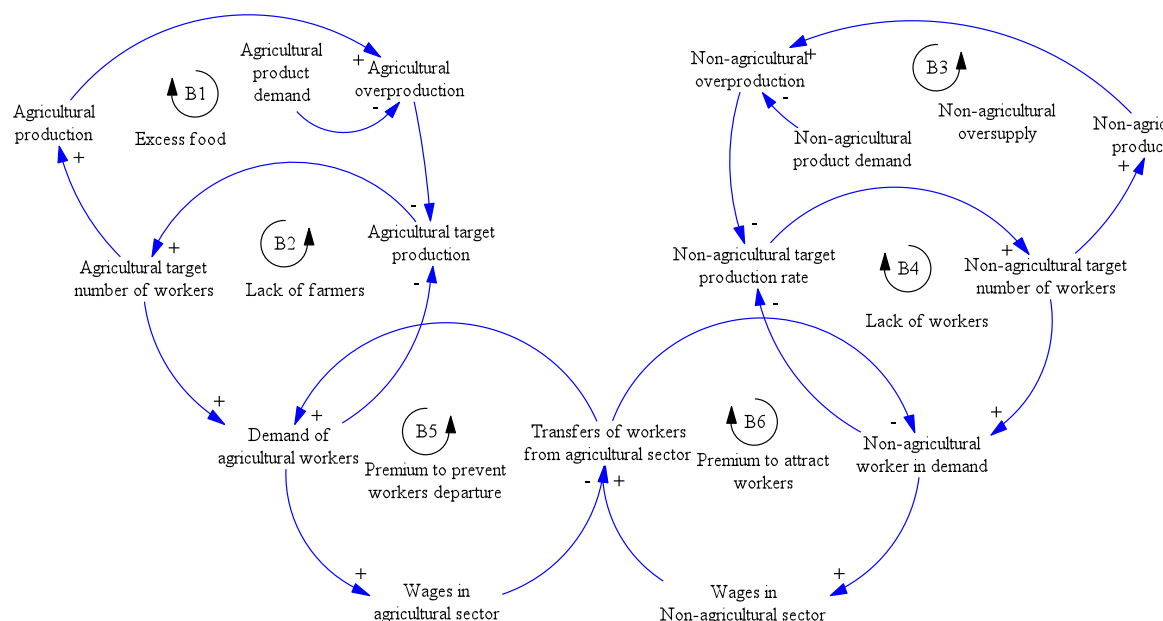 Agricultural
product
demand
Agricultural
overproduction
+
-
B1
Excess food
Agricultural
production
+
B2
Lack of farmers
Agricultural target
production
-
-
+
Agricultural target
number of workers
+
Demand of
agricultural workers
+
B5
Premium to prevent
workers departure
Transfers of workers
from agricultural sector
-
+
B6
Premium to attract
workers
+
Wages in
agricultural sector
Wages in
Non-agricultural sector
+
Non-agricultural
worker in demand
-
+
Non-agricultural
overproduction
+
-
Non-agricultural
product demand
B3
Non-agricultural
oversupply
+
Non-agricultural target
production rate
-
-
B4
Lack of workers
Non-agricultural target
number of workers
+